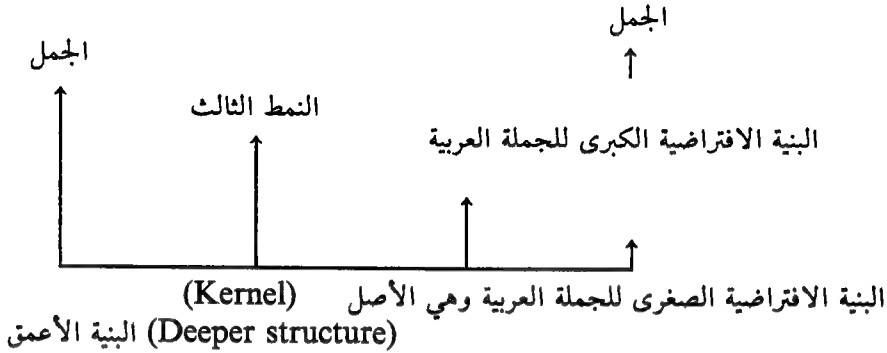 الجمل
الجمل
النمط الثالث
البنية الافتراضية الكبرى للجملة العربية
البنية الافتراضية الصغرى للجملة العربية وهي الأصل (Kernel)
البنية الأعمق (Deeper structure)